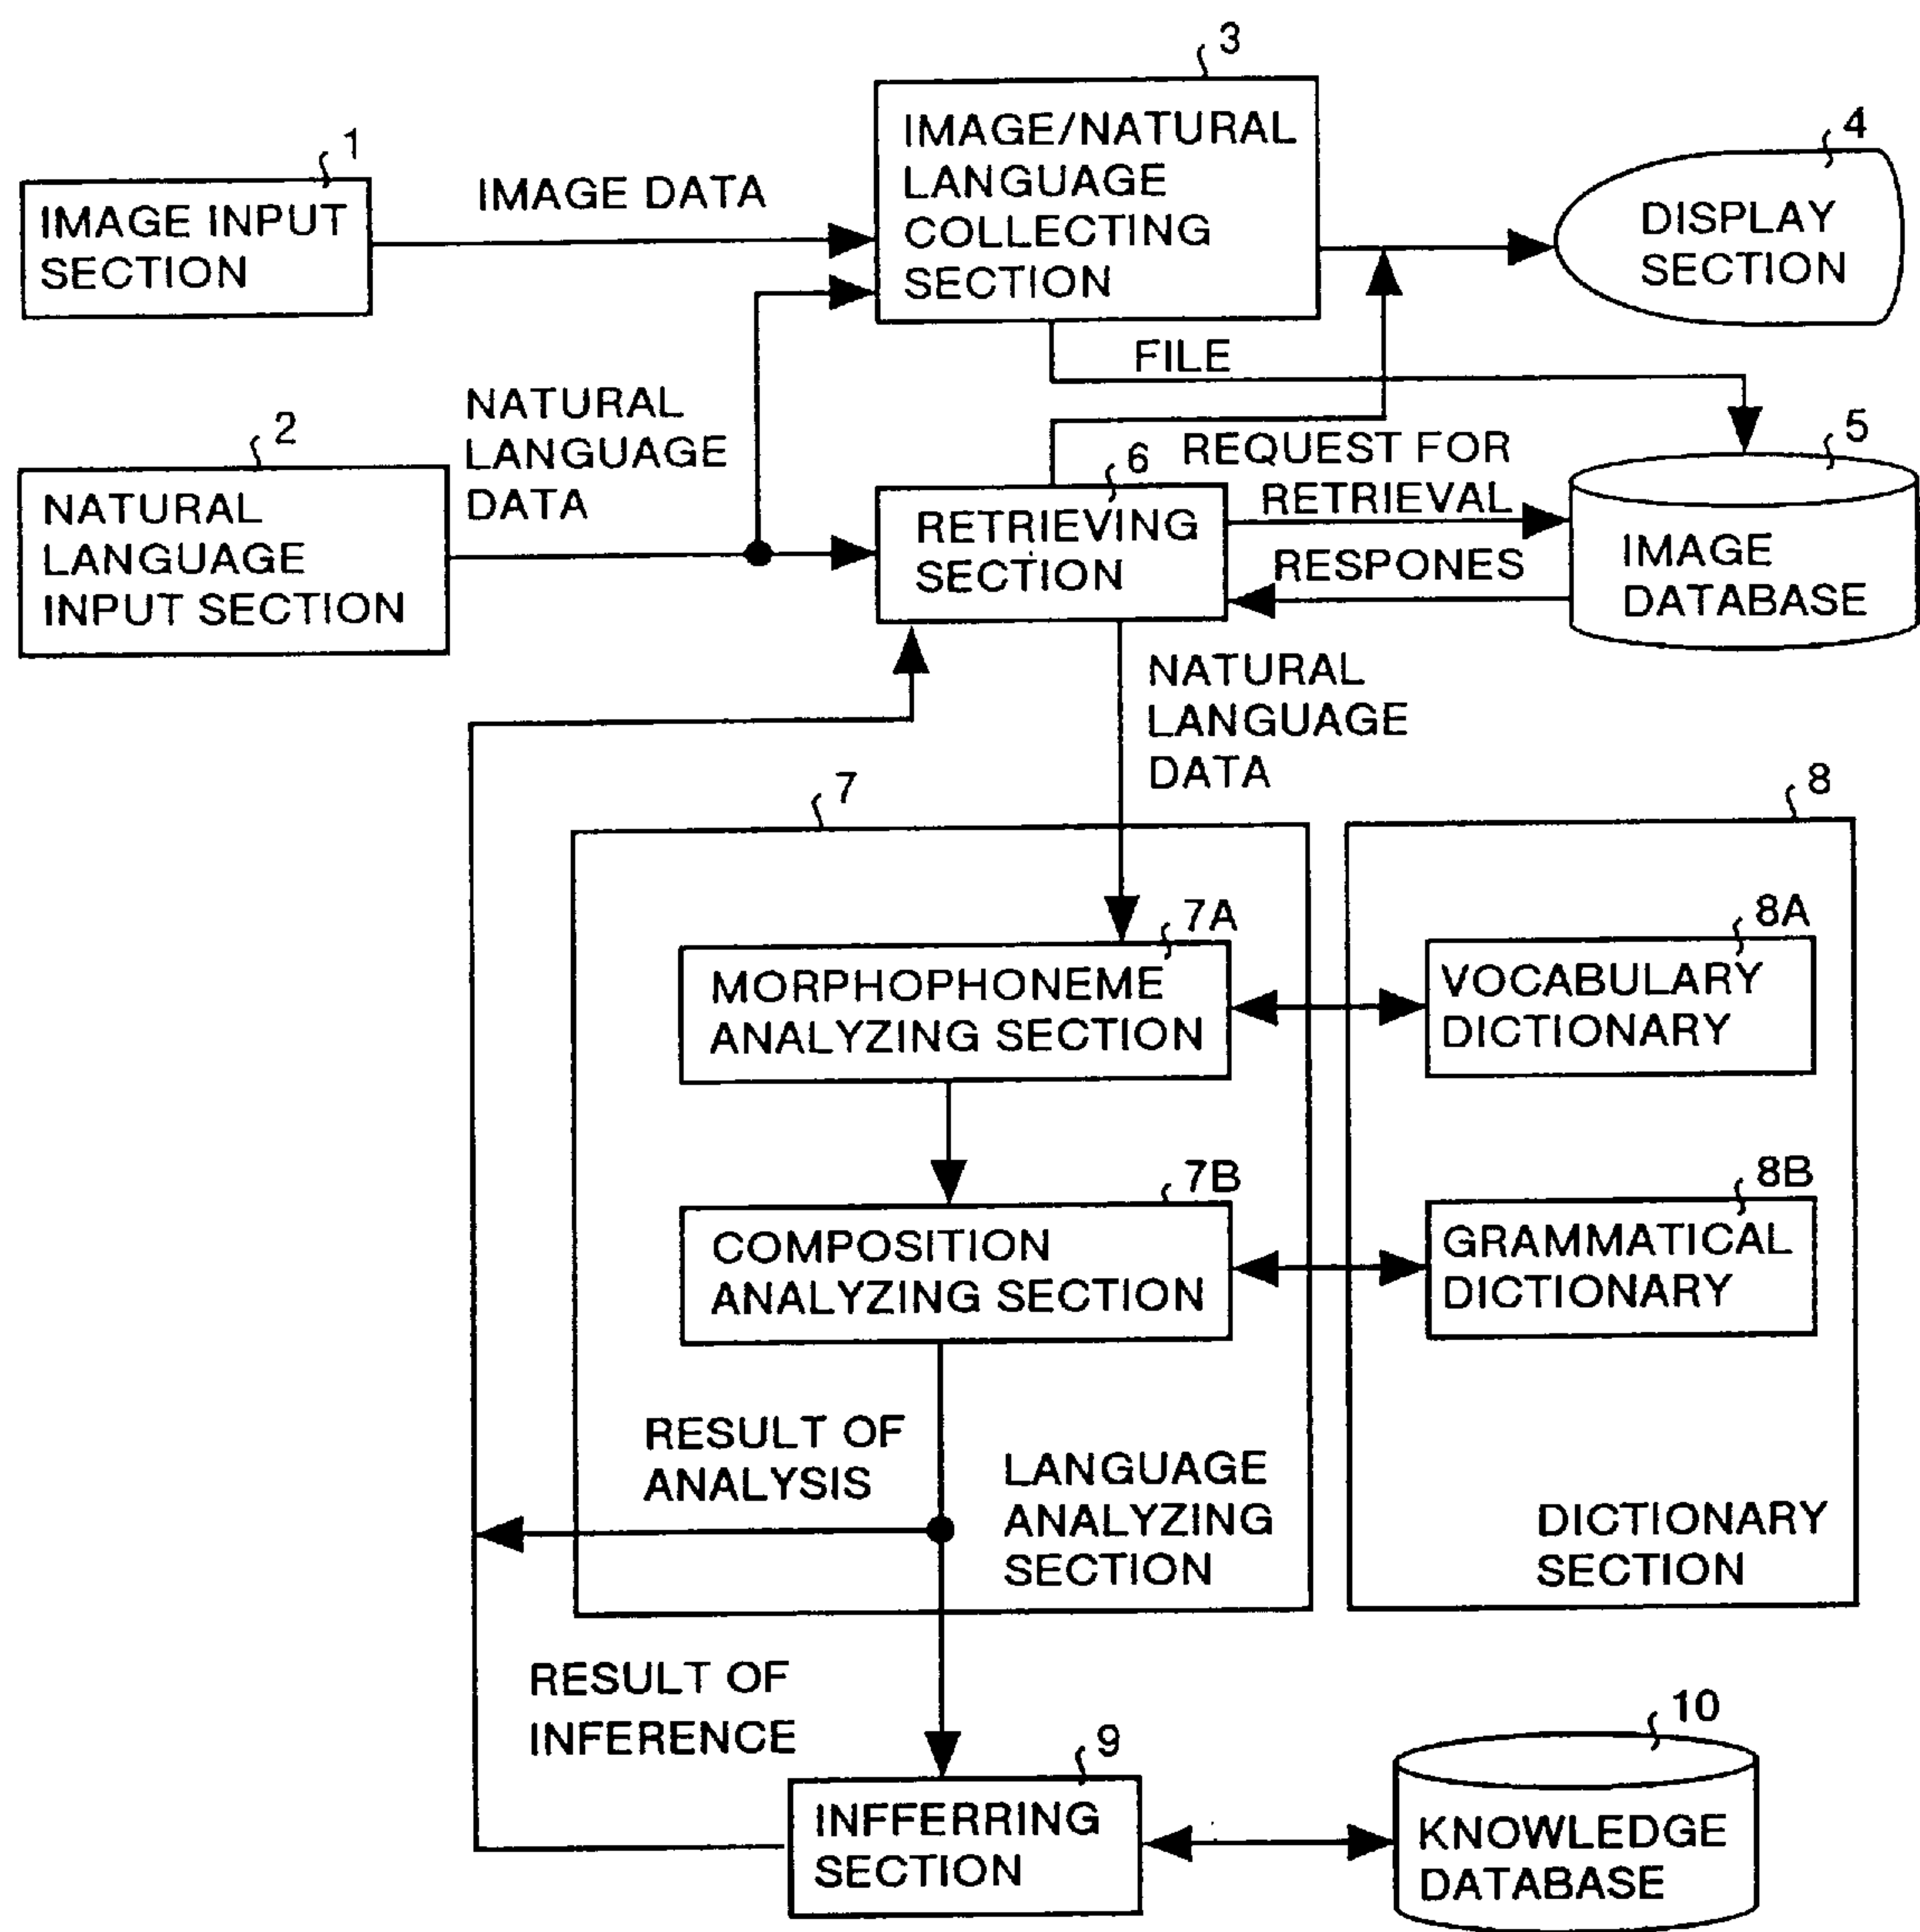 3
IMAGE/NATURAL
LANGUAGE
COLLECTING
SECTION
4
DISPLAY
SECTION
1
IMAGE INPUT
SECTION
IMAGE DATA
FILE
2
NATURAL
LANGUAGE
INPUT SECTION
NATURAL
LANGUAGE
DATA
6
RETRIEVING
SECTION
REQUEST FOR
RETRIEVAL
RESPONES
5
IMAGE
DATABASE
NATURAL
LANGUAGE
DATA
7
8
7A
MORPHOPHONEME
ANALYZING SECTION
8A
VOCABULARY
DICTIONARY
7B
COMPOSITION
ANALYZING SECTION
8B
GRAMMATICAL
DICTIONARY
RESULT OF
ANALYSIS
LANGUAGE
ANALYZING
SECTION
DICTIONARY
SECTION
RESULT OF
INFERENCE
9
INFFERRING
SECTION
10
KNOWLEDGE
DATABASE